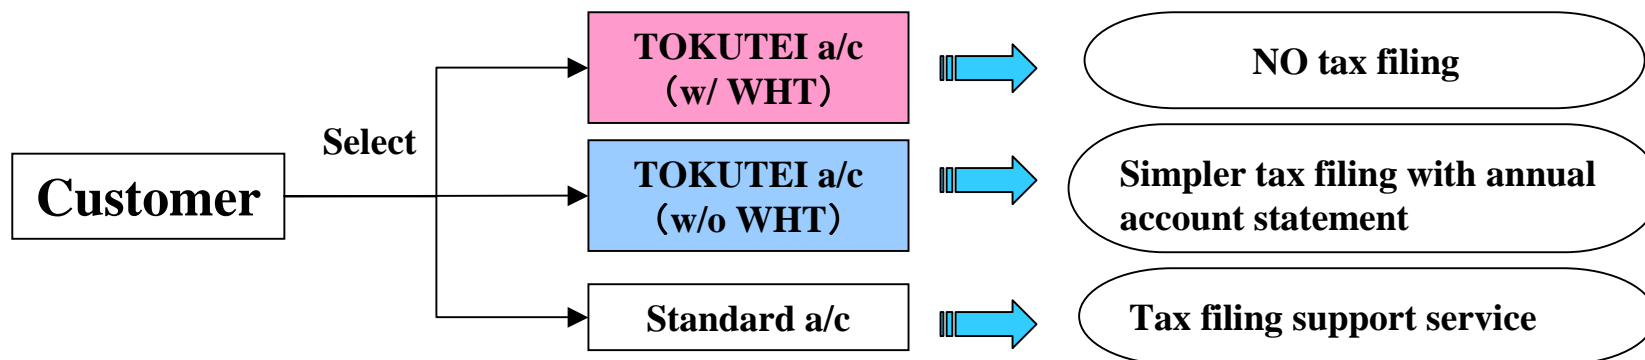 Customer
Select
TOKUTEI a/c
（w/ WHT）
NO tax filing
TOKUTEI a/c
（w/o WHT）
Simpler tax filing with annual
account statement
Standard a/c
Tax filing support service